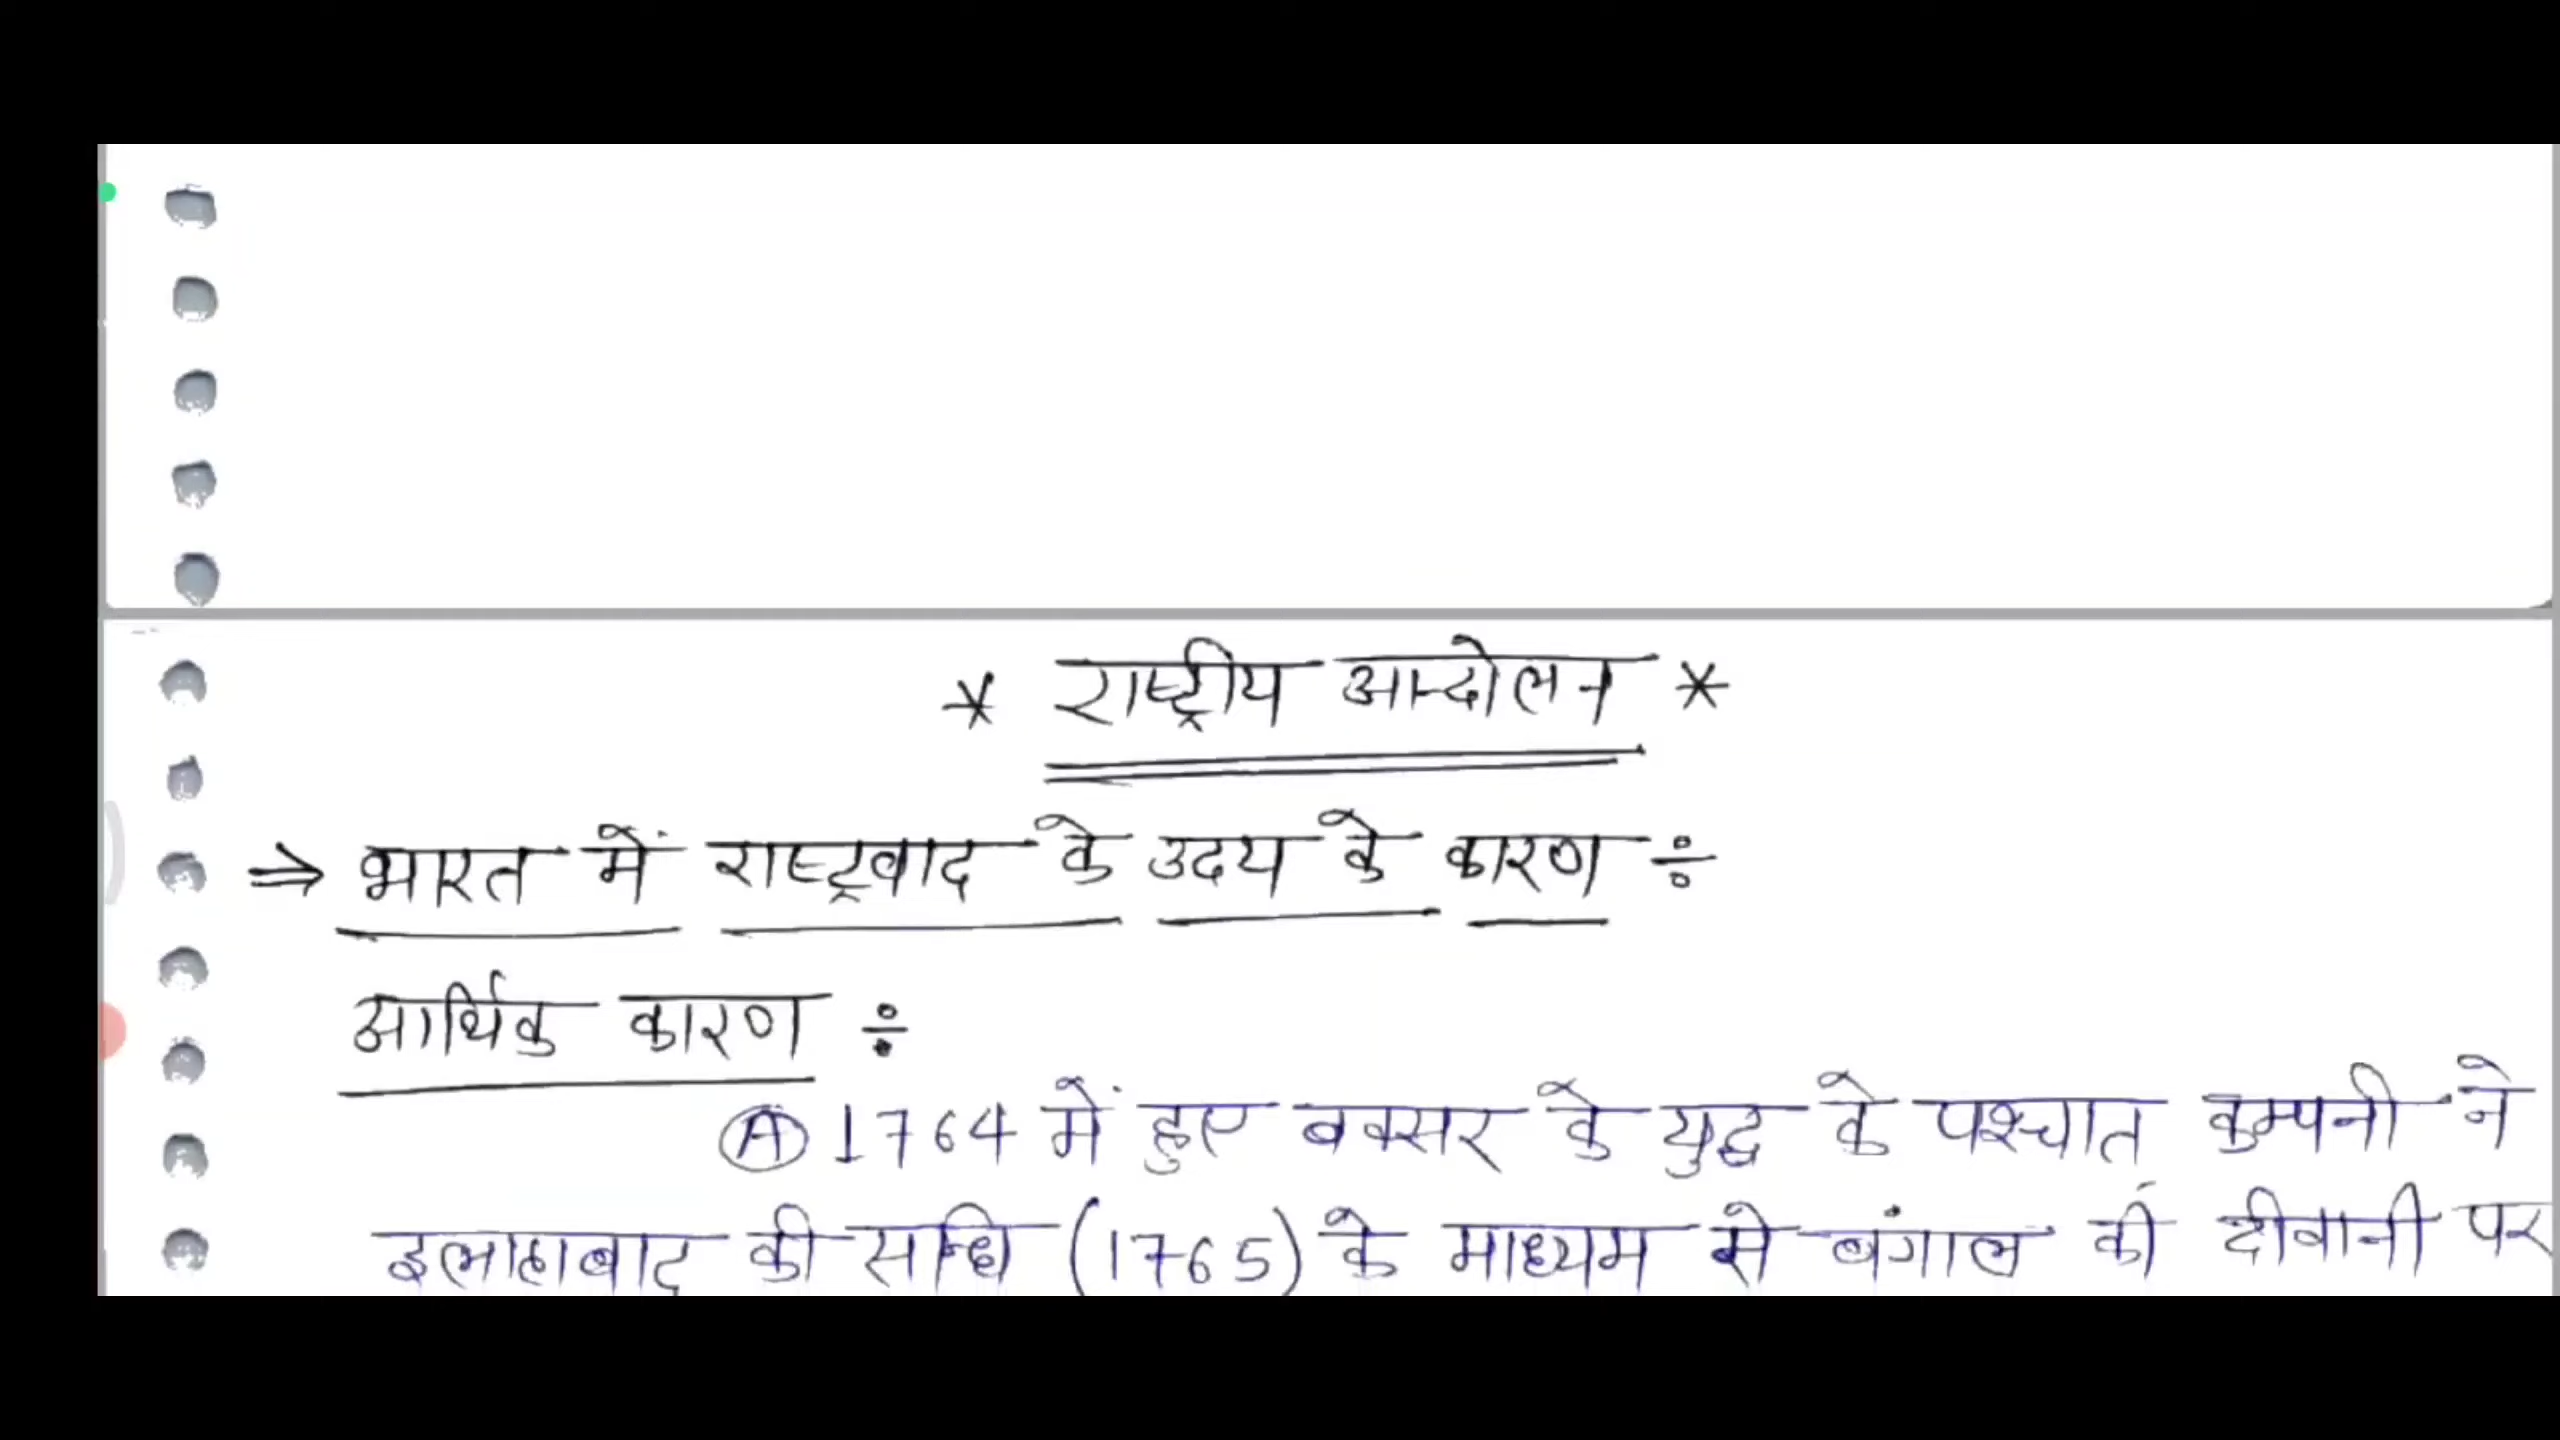 * राष्ट्रीय आन्दोलन *
⇒ भारत में राष्ट्रवाद के उदय के कारण ÷
आर्थिक कारण ÷
Ⓐ 1764 में हुए बक्सर के युद्ध के पश्चात कम्पनी ने
इलाहाबाद की सन्धि (1765) के माध्यम से बंगाल की दीवानी पर